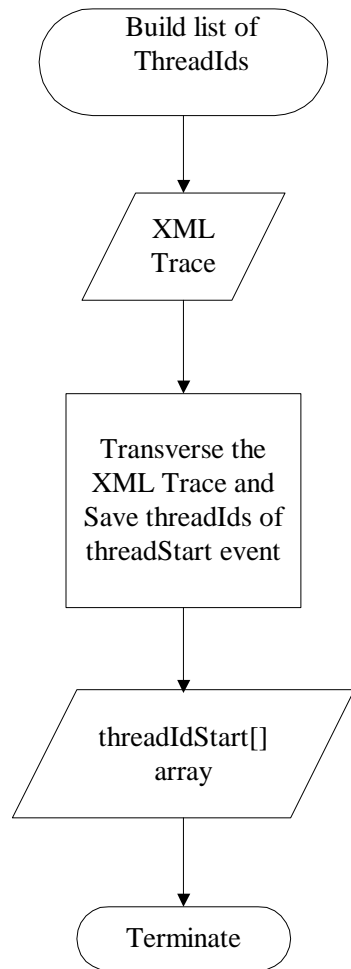 Build list of
ThreadIds
XML
Trace
Transverse the
XML Trace and
Save threadIds of
threadStart event
threadIdStart[]
array
Terminate